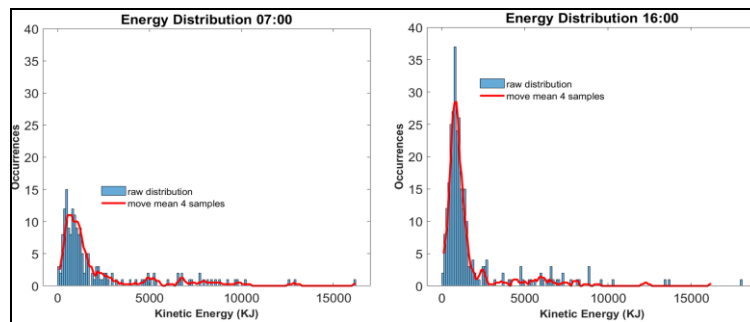 Energy Distribution 07:00
40
35
30
25
20
15
10
5
0
Occurrences
raw distribution
move mean 4 samples
0 5000 10000 15000
Kinetic Energy (KJ)
Energy Distribution 16:00
40
35
30
25
20
15
10
5
0
Occurrences
raw distribution
move mean 4 samples
0 5000 10000 15000
Kinetic Energy (KJ)